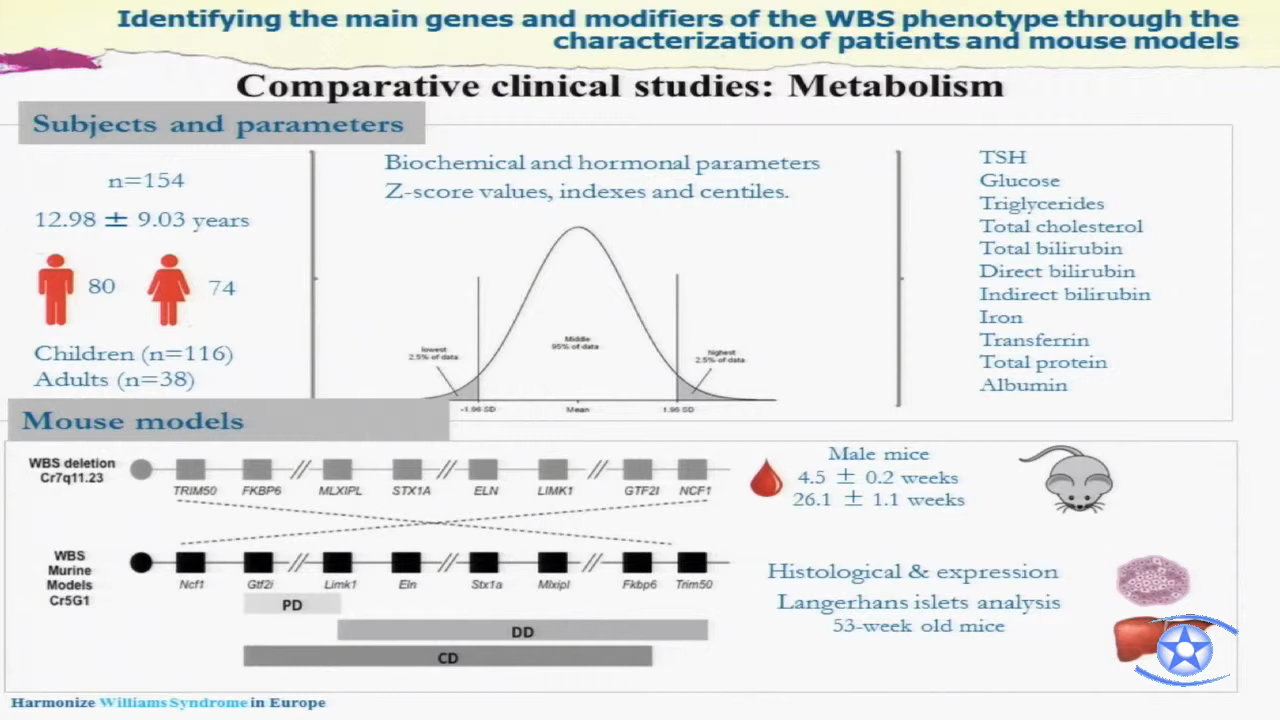 Identifying the main genes and modifiers of the WBS phenotype through the
characterization of patients and mouse models
Comparative clinical studies: Metabolism
Subjects and parameters
n=154
12.98 ± 9.03 years
80
74
Children (n=116)
Adults (n=38)
Biochemical and hormonal parameters
Z-score values, indexes and centiles.
lowest
2.5% of data
Middle
95% of data
highest
2.5% of data
-1.96 SD
Mean
1.96 SD
TSH
Glucose
Triglycerides
Total cholesterol
Total bilirubin
Direct bilirubin
Indirect bilirubin
Iron
Transferrin
Total protein
Albumin
Mouse models
WBS deletion
Cr7q11.23
TRIM50 FKBP6 MLXIPL STX1A ELN LIMK1 GTF2I NCF1
WBS
Murine
Models
Cr5G1
Ncf1 Gtf2i Limk1 Eln Stx1a Mlxipl Fkbp6 Trim50
PD
DD
CD
Male mice
4.5 ± 0.2 weeks
26.1 ± 1.1 weeks
Histological & expression
Langerhans islets analysis
53-week old mice
Harmonize Williams Syndrome in Europe